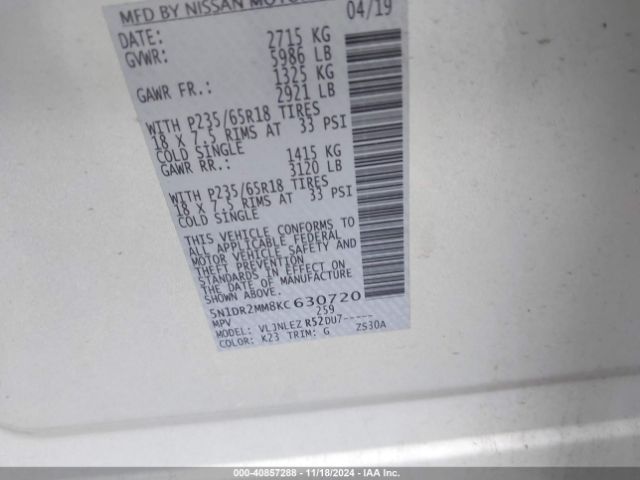 MFD BY NISSAN MOTOR
DATE: 04/19
GVWR: 2715 KG
5986 LB
GAWR FR.: 1325 KG
2921 LB
WITH P235/65R18 TIRES
18 X 7.5 RIMS AT 33 PSI
COLD SINGLE
GAWR RR.: 1415 KG
3120 LB
WITH P235/65R18 TIRES
18 X 7.5 RIMS AT 33 PSI
COLD SINGLE
THIS VEHICLE CONFORMS TO
ALL APPLICABLE FEDERAL
MOTOR VEHICLE SAFETY AND
THEFT PREVENTION
STANDARDS IN EFFECT ON
THE DATE OF MANUFACTURE
SHOWN ABOVE.
5N1DR2MM8KC630720
MPV 259
MODEL: VLJNLEZ R52DU7-----
COLOR: K23 TRIM: G ZS30A
000-40857288 - 11/18/2024 - IAA Inc.